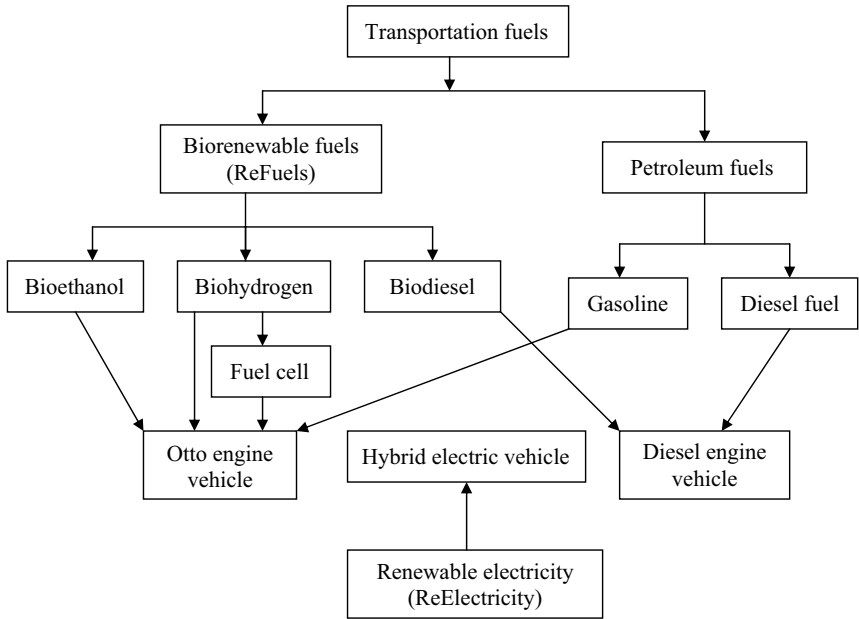 Transportation fuels
Biorenewable fuels
(ReFuels)
Petroleum fuels
Bioethanol
Biohydrogen
Biodiesel
Gasoline
Diesel fuel
Fuel cell
Otto engine
vehicle
Hybrid electric vehicle
Diesel engine
vehicle
Renewable electricity
(ReElectricity)